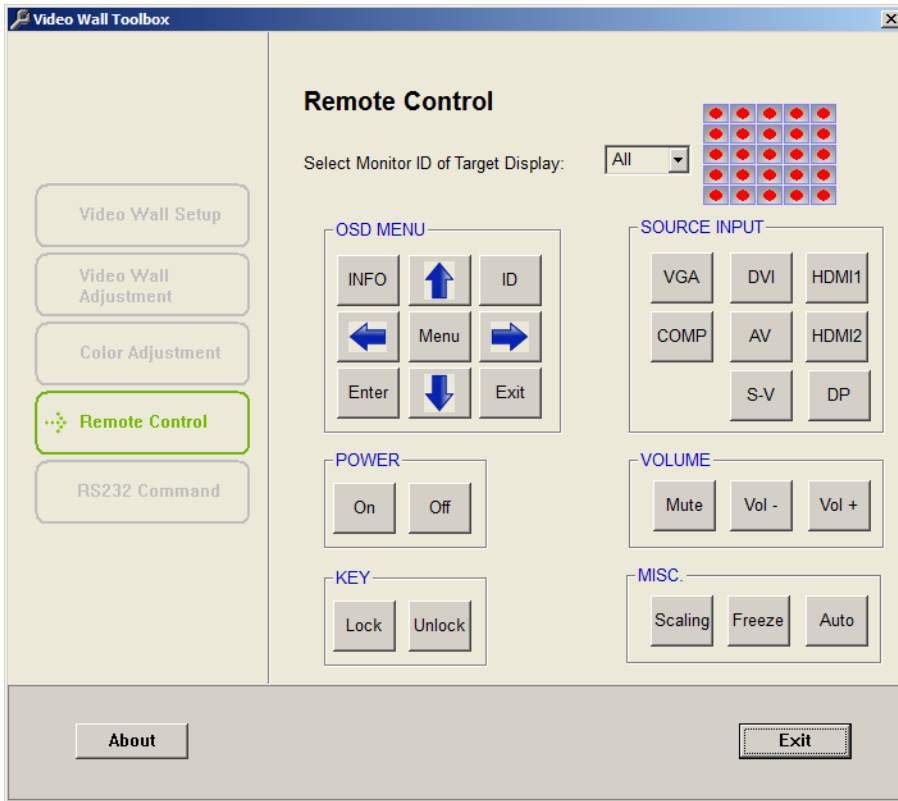 Video Wall Toolbox
Remote Control
Select Monitor ID of Target Display:
All
Video Wall Setup
Video Wall
Adjustment
Color Adjustment
Remote Control
RS232 Command
OSD MENU
INFO
ID
Menu
Enter
Exit
SOURCE INPUT
VGA
DVI
HDMI1
COMP
AV
HDMI2
S-V
DP
POWER
On
Off
VOLUME
Mute
Vol -
Vol +
KEY
Lock
Unlock
MISC.
Scaling
Freeze
Auto
About
Exit